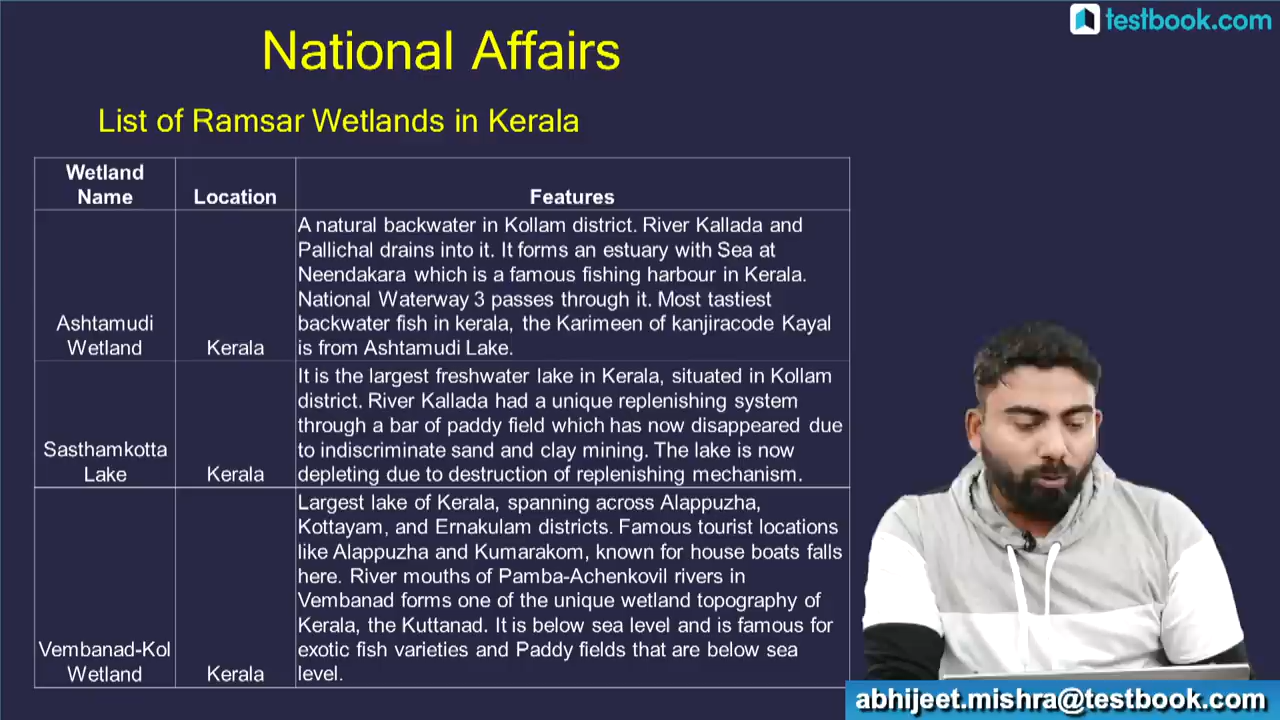 testbook.com
National Affairs
List of Ramsar Wetlands in Kerala
Wetland
Name
Location
Features
Ashtamudi
Wetland
Kerala
A natural backwater in Kollam district. River Kallada and
Pallichal drains into it. It forms an estuary with Sea at
Neendakara which is a famous fishing harbour in Kerala.
National Waterway 3 passes through it. Most tastiest
backwater fish in kerala, the Karimeen of kanjiracode Kayal
is from Ashtamudi Lake.
Sasthamkotta
Lake
Kerala
It is the largest freshwater lake in Kerala, situated in Kollam
district. River Kallada had a unique replenishing system
through a bar of paddy field which has now disappeared due
to indiscriminate sand and clay mining. The lake is now
depleting due to destruction of replenishing mechanism.
Vembanad-Kol
Wetland
Kerala
Largest lake of Kerala, spanning across Alappuzha,
Kottayam, and Ernakulam districts. Famous tourist locations
like Alappuzha and Kumarakom, known for house boats falls
here. River mouths of Pamba-Achenkovil rivers in
Vembanad forms one of the unique wetland topography of
Kerala, the Kuttanad. It is below sea level and is famous for
exotic fish varieties and Paddy fields that are below sea
level.
abhijeet.mishra@testbook.com